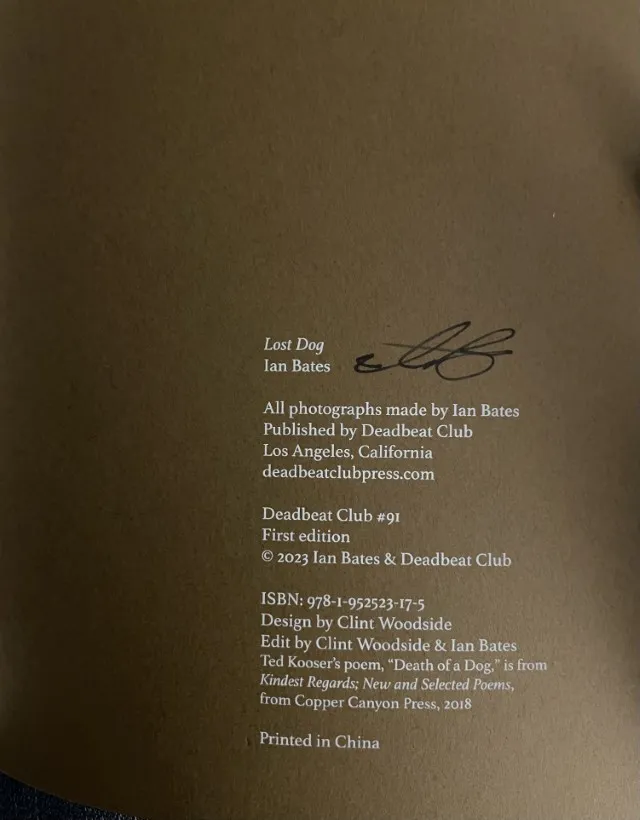 Lost Dog
Ian Bates
All photographs made by Ian Bates
Published by Deadbeat Club
Los Angeles, California
deadbeatclubpress.com
Deadbeat Club #91
First edition
© 2023 Ian Bates & Deadbeat Club
ISBN: 978-1-952523-17-5
Design by Clint Woodside
Edit by Clint Woodside & Ian Bates
Ted Kooser's poem, “Death of a Dog,” is from
Kindest Regards; New and Selected Poems,
from Copper Canyon Press, 2018
Printed in China